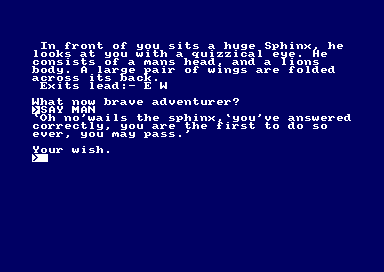 In front of you sits a huge Sphinx, he
looks at you with a quizzical eye. He
consists of a mans head, and a lions
body. A large pair of wings are folded
across its back.
Exits lead:- E W
What now brave adventurer?
>SAY MAN
'Oh no'wails the sphinx,'you've answered
correctly, you are the first to do so
ever, you may pass.'
Your wish.
>